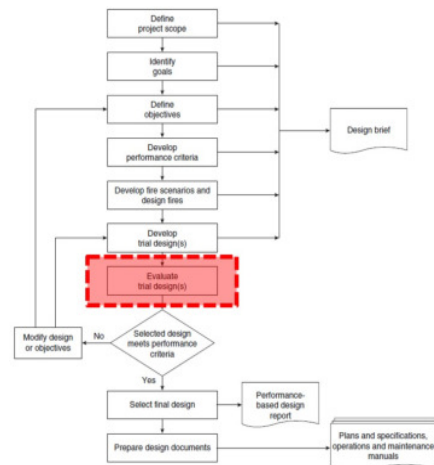 Define
project scope
Identify
goals
Define
objectives
Design brief
Develop
performance criteria
Develop fire scenarios and
design fires
Develop
trial design(s)
Evaluate
trial design(s)
Modify design
or objectives
No
Selected design
meets performance
criteria
Yes
Select final design
Performance-
based design
report
Prepare design documents
Plans and specifications,
operations and maintenance
manuals